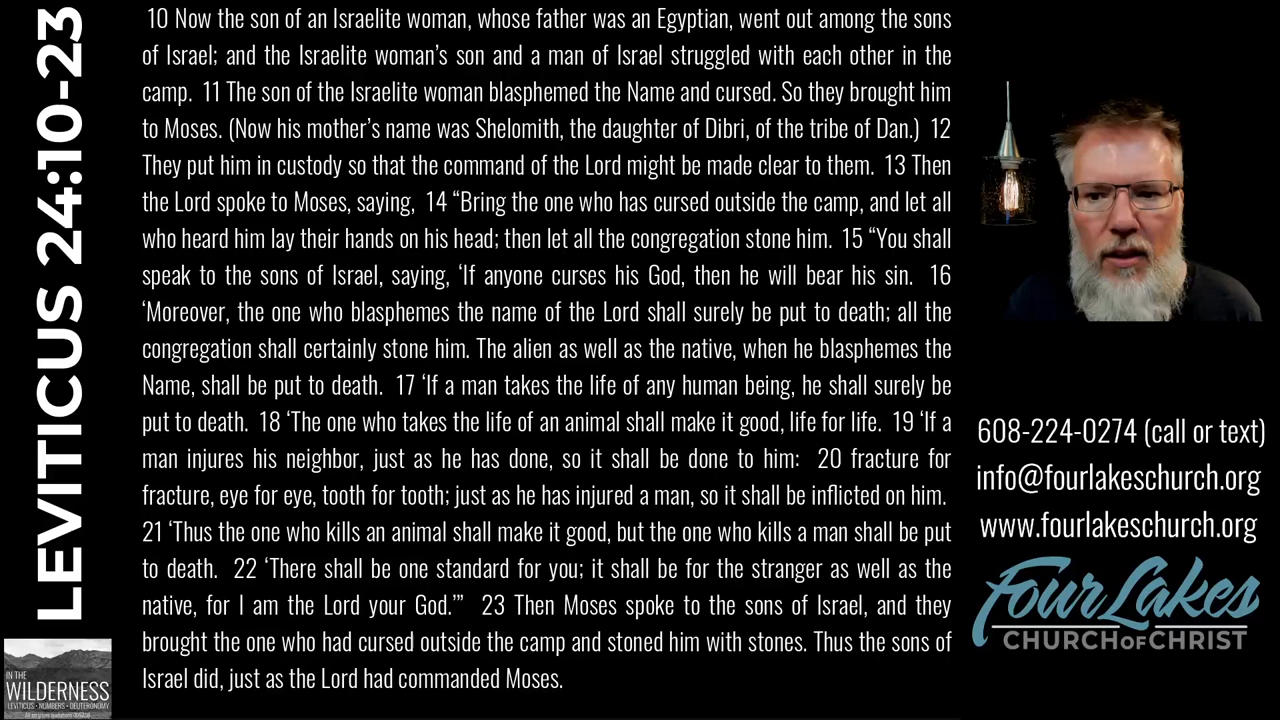 LEVITICUS 24:10-23
10 Now the son of an Israelite woman, whose father was an Egyptian, went out among the sons
of Israel; and the Israelite woman’s son and a man of Israel struggled with each other in the
camp. 11 The son of the Israelite woman blasphemed the Name and cursed. So they brought him
to Moses. (Now his mother’s name was Shelomith, the daughter of Dibri, of the tribe of Dan.) 12
They put him in custody so that the command of the Lord might be made clear to them. 13 Then
the Lord spoke to Moses, saying, 14 “Bring the one who has cursed outside the camp, and let all
who heard him lay their hands on his head; then let all the congregation stone him. 15 “You shall
speak to the sons of Israel, saying, ‘If anyone curses his God, then he will bear his sin. 16
‘Moreover, the one who blasphemes the name of the Lord shall surely be put to death; all the
congregation shall certainly stone him. The alien as well as the native, when he blasphemes the
Name, shall be put to death. 17 ‘If a man takes the life of any human being, he shall surely be
put to death. 18 ‘The one who takes the life of an animal shall make it good, life for life. 19 ‘If a
man injures his neighbor, just as he has done, so it shall be done to him: 20 fracture for
fracture, eye for eye, tooth for tooth; just as he has injured a man, so it shall be inflicted on him.
21 ‘Thus the one who kills an animal shall make it good, but the one who kills a man shall be put
to death. 22 ‘There shall be one standard for you; it shall be for the stranger as well as the
native, for I am the Lord your God.’” 23 Then Moses spoke to the sons of Israel, and they
brought the one who had cursed outside the camp and stoned him with stones. Thus the sons of
Israel did, just as the Lord had commanded Moses.
608-224-0274 (call or text)
info@fourlakeschurch.org
www.fourlakeschurch.org
Four Lakes
CHURCH OF CHRIST
IN THE
WILDERNESS
LEVITICUS • NUMBERS • DEUTERONOMY